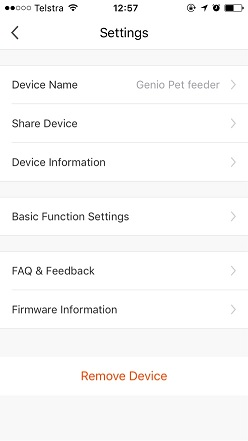 Telstra 12:57
Settings
Device Name Genio Pet feeder
Share Device
Device Information
Basic Function Settings
FAQ & Feedback
Firmware Information
Remove Device